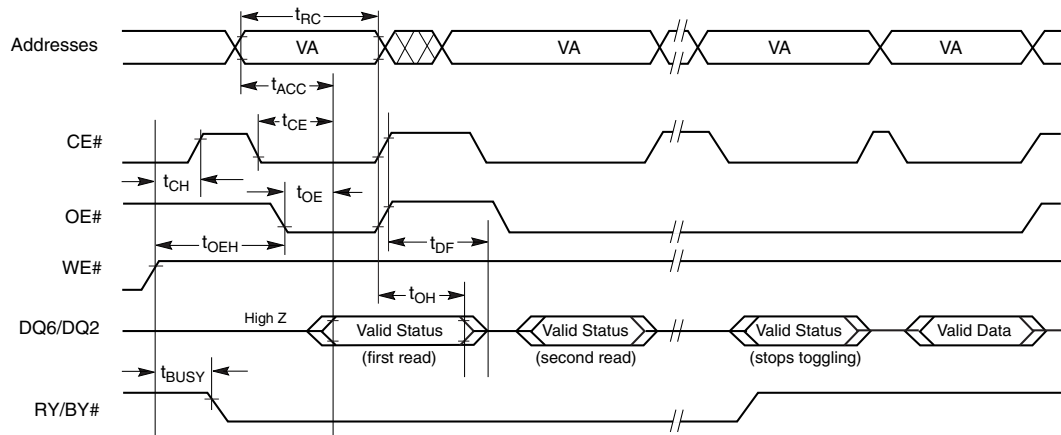 tRC
Addresses VA VA VA VA
tACC
tCE
CE#
tCH
tOE
OE#
tOEH
tDF
WE#
tOH
High Z
DQ6/DQ2 Valid Status Valid Status Valid Status Valid Data
(first read) (second read) (stops toggling)
tBUSY
RY/BY#